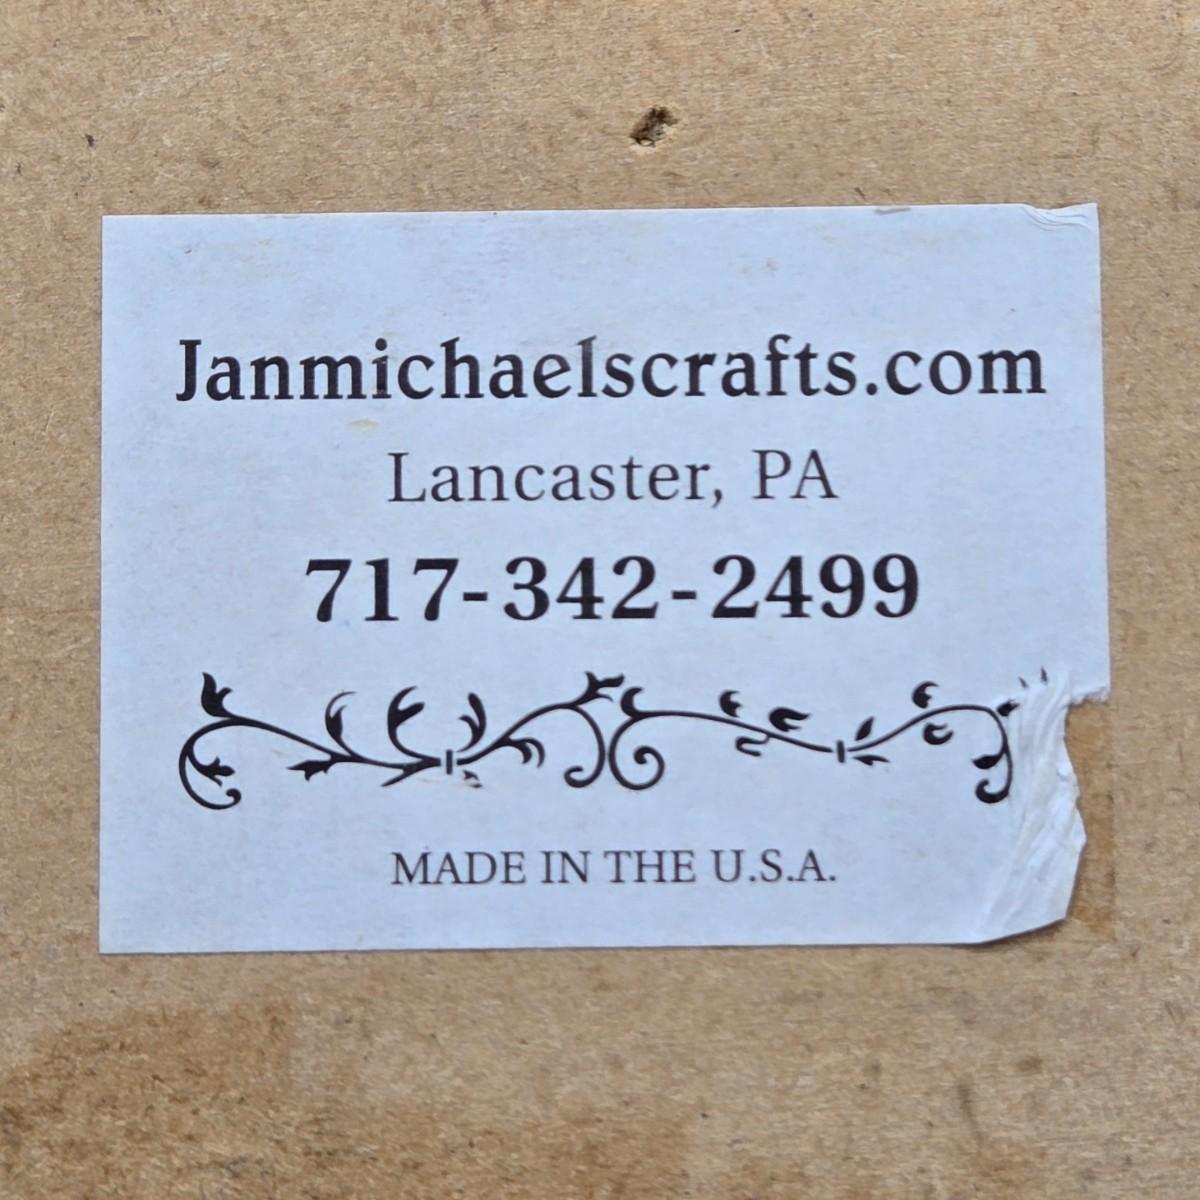 Janmichaelscrafts.com
Lancaster, PA
717-342-2499
MADE IN THE U.S.A.